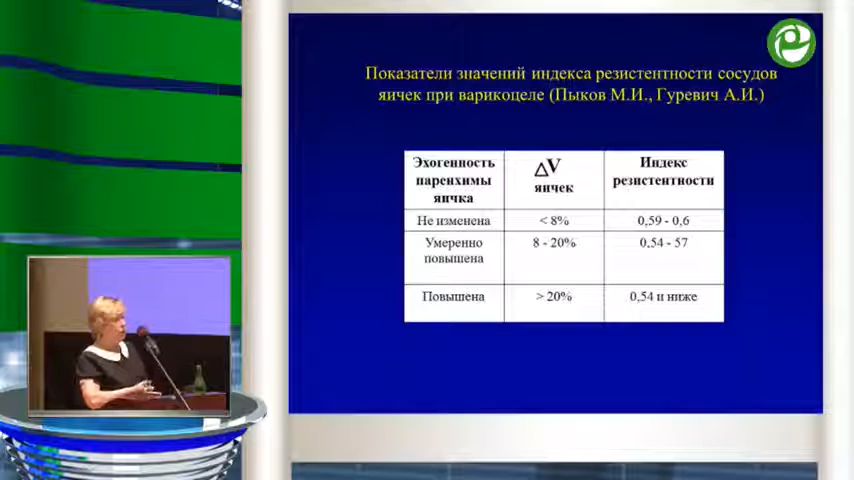 Показатели значений индекса резистентности сосудов
яичек при варикоцеле (Пыков М.И., Гуревич А.И.)
Эхогенность
паренхимы
яичка
△V
яичек
Индекс
резистентности
Не изменена
< 8%
0,59 - 0,6
Умеренно
повышена
8 - 20%
0,54 - 57
Повышена
> 20%
0,54 и ниже